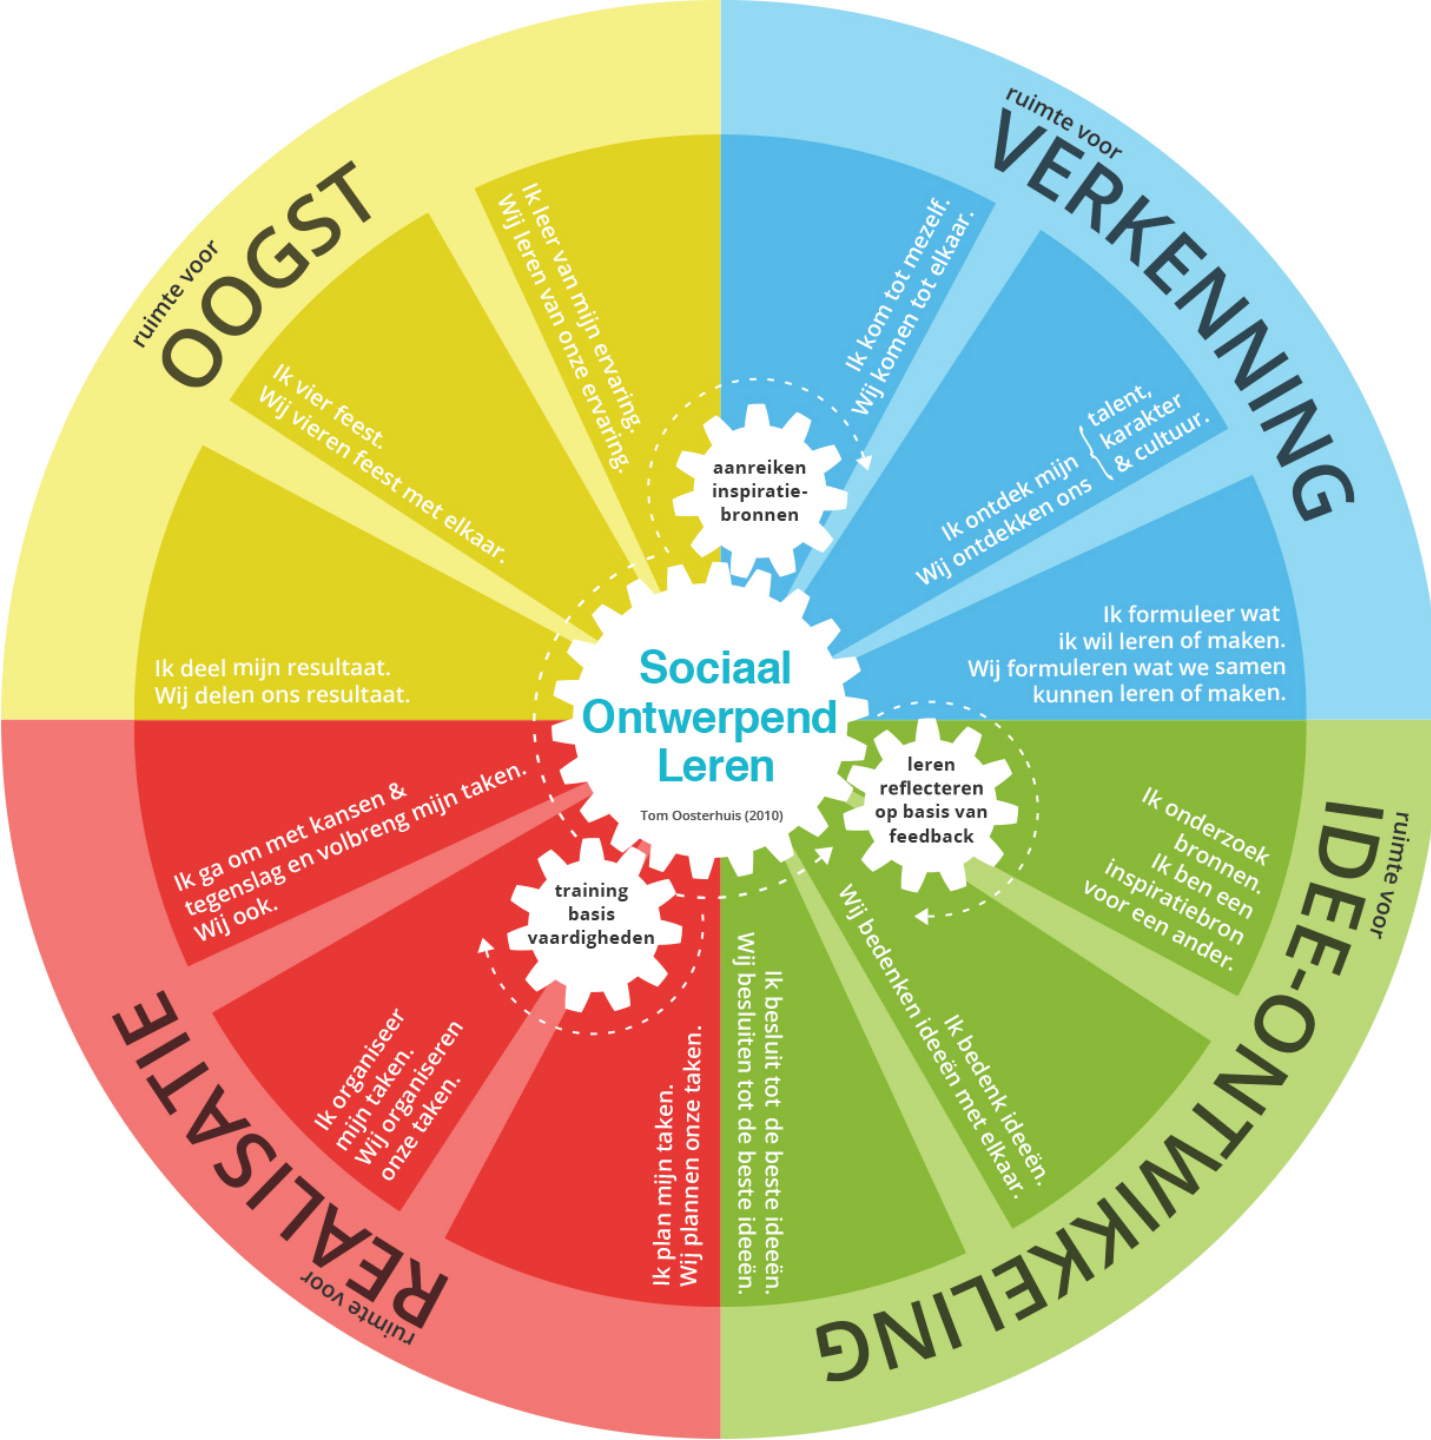 ruimte voor
VERKENNING
Ik kom tot mezelf.
Wij komen tot elkaar.
Ik ontdek mijn
Wij ontdekken ons
talent,
karakter
& cultuur.
Ik formuleer wat
ik wil leren of maken.
Wij formuleren wat we samen
kunnen leren of maken.
ruimte voor
IDEE-ONTWIKKELING
Ik onderzoek
bronnen.
Ik ben een
inspiratiebron
voor een ander.
Ik bedenk ideeën.
Wij bedenken ideeën met elkaar.
Ik besluit tot de beste ideeën.
Wij besluiten tot de beste ideeën.
ruimte voor
REALISATIE
Ik plan mijn taken.
Wij plannen onze taken.
Ik organiseer
mijn taken.
Wij organiseren
onze taken.
Ik ga om met kansen &
tegenslag en volbreng mijn taken.
Wij ook.
ruimte voor
OOGST
Ik deel mijn resultaat.
Wij delen ons resultaat.
Ik vier feest.
Wij vieren feest met elkaar.
Ik leer van mijn ervaring.
Wij leren van onze ervaring.
aanreiken
inspiratie-
bronnen
Sociaal
Ontwerpend
Leren
Tom Oosterhuis (2010)
leren
reflecteren
op basis van
feedback
training
basis
vaardigheden